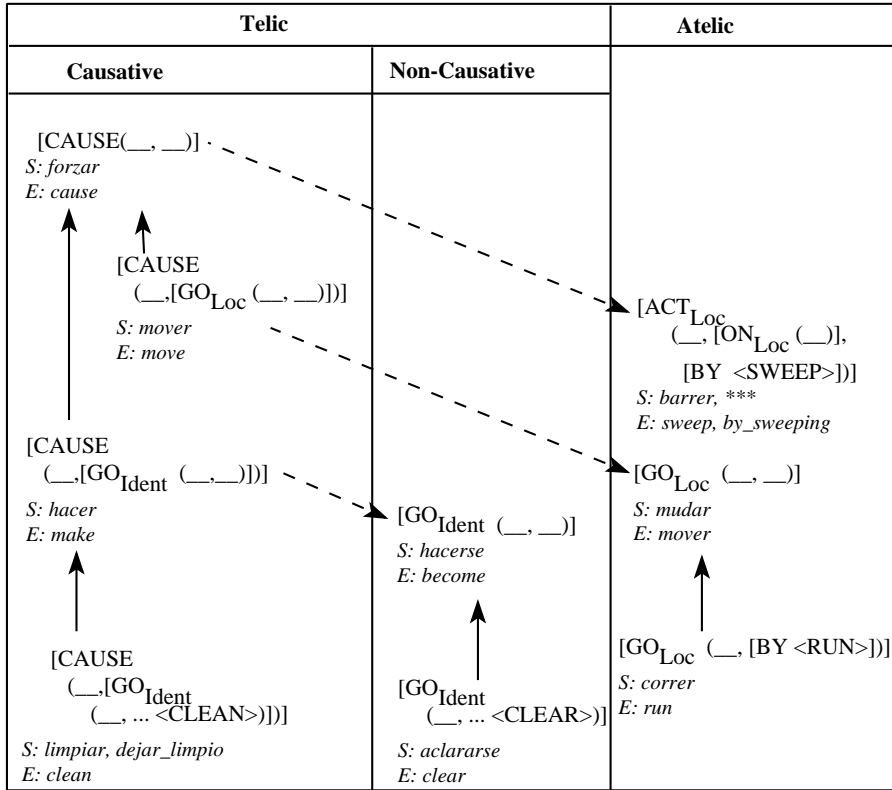 Telic
Atelic
Causative
Non-Causative
[CAUSE(__, __)]
S: forzar
E: cause
[CAUSE
(__,[GO_Loc (__, __)])]
S: mover
E: move
[CAUSE
(__,[GO_Ident (__,__)])]
S: hacer
E: make
[CAUSE
(__,[GO_Ident
(__, ... <CLEAN>)])]
S: limpiar, dejar_limpio
E: clean
[GO_Ident (__, __)]
S: hacerse
E: become
[GO_Ident
(__, ... <CLEAR>)]
S: aclararse
E: clear
[ACT_Loc
(__, [ON_Loc (__)],
[BY <SWEEP>])]
S: barrer, ***
E: sweep, by_sweeping
[GO_Loc (__, __)]
S: mudar
E: mover
[GO_Loc (__, [BY <RUN>])]
S: correr
E: run